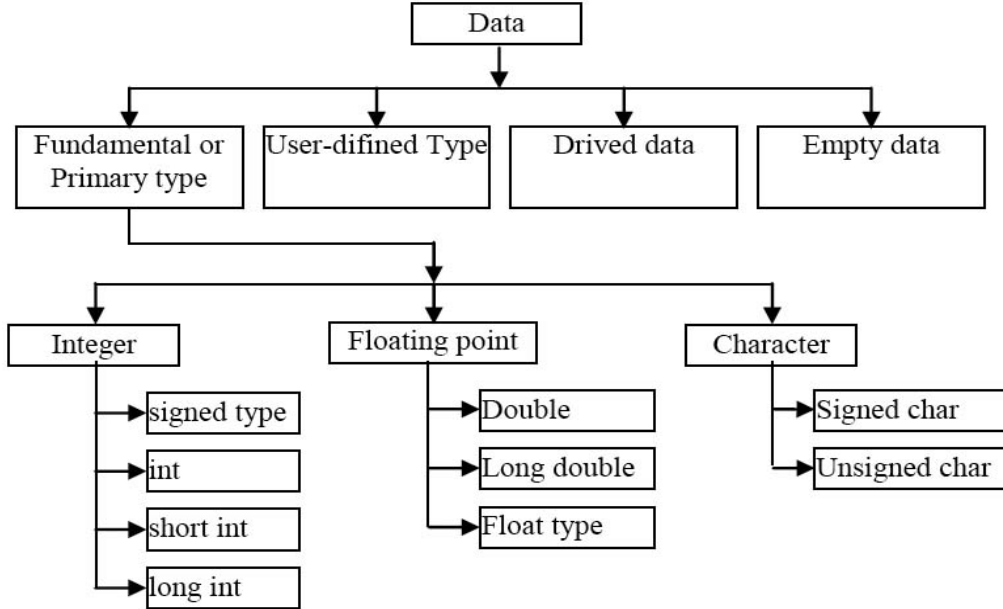 Data
Fundamental or
Primary type
User-difined Type
Drived data
Empty data
Integer
Floating point
Character
signed type
int
short int
long int
Double
Long double
Float type
Signed char
Unsigned char